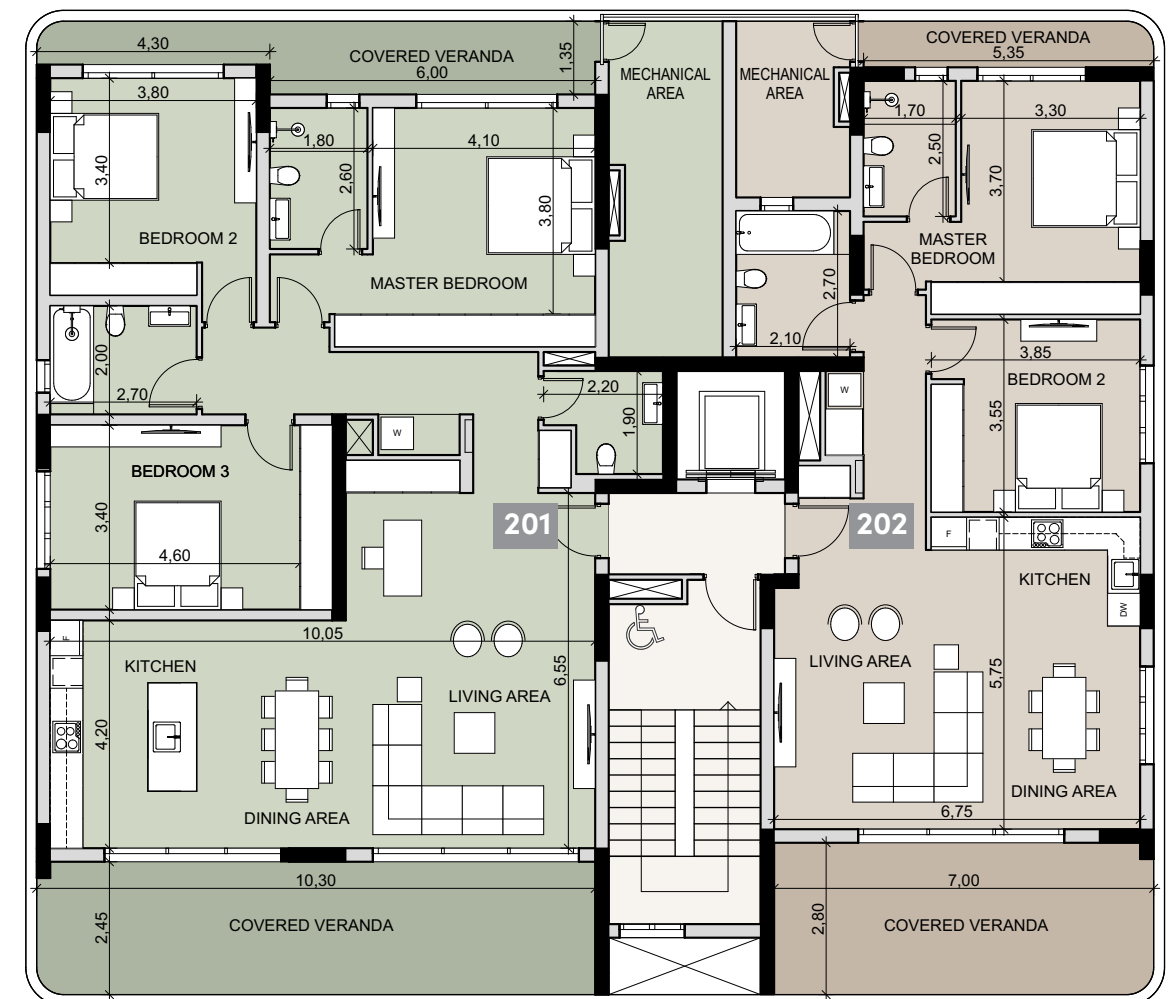 4,30
COVERED VERANDA
6,00
1,35
MECHANICAL
AREA
MECHANICAL
AREA
COVERED VERANDA
5,35
3,80
3,40
BEDROOM 2
1,80
2,60
4,10
3,80
MASTER BEDROOM
1,70
2,50
3,30
3,70
MASTER
BEDROOM
2,70
2,10
2,00
2,70
2,20
1,90
W
W
3,85
BEDROOM 2
3,55
BEDROOM 3
3,40
4,60
201
202
F
KITCHEN
DW
10,05
F
KITCHEN
4,20
6,55
LIVING AREA
DINING AREA
LIVING AREA
5,75
DINING AREA
6,75
10,30
2,45
COVERED VERANDA
7,00
2,80
COVERED VERANDA